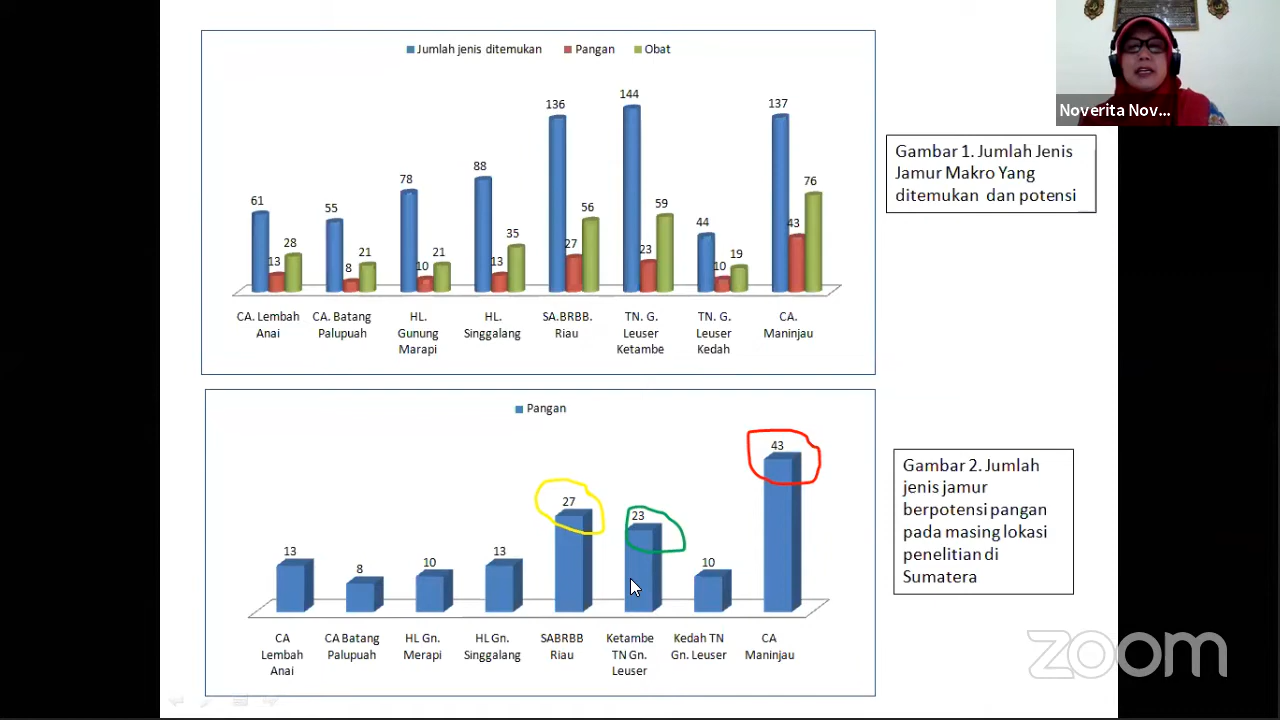 Jumlah jenis ditemukan Pangan Obat
144
136
137
88
78
76
61
55
56
59
43
44
35
28
27
23
21
21
19
13
8
10
13
10
CA. Lembah Anai
CA. Batang Palupuah
HL. Gunung Marapi
HL. Singgalang
SA.BRBB. Riau
TN. G. Leuser Ketambe
TN. G. Leuser Kedah
CA. Maninjau
Noverita Nov...
Gambar 1. Jumlah Jenis
Jamur Makro Yang
ditemukan dan potensi
Pangan
13
8
10
13
27
23
10
43
CA Lembah Anai
CA Batang Palupuah
HL Gn. Merapi
HL Gn. Singgalang
SABRBB Riau
Ketambe TN Gn. Leuser
Kedah TN Gn. Leuser
CA Maninjau
Gambar 2. Jumlah
jenis jamur
berpotensi pangan
pada masing lokasi
penelitian di
Sumatera
zoom